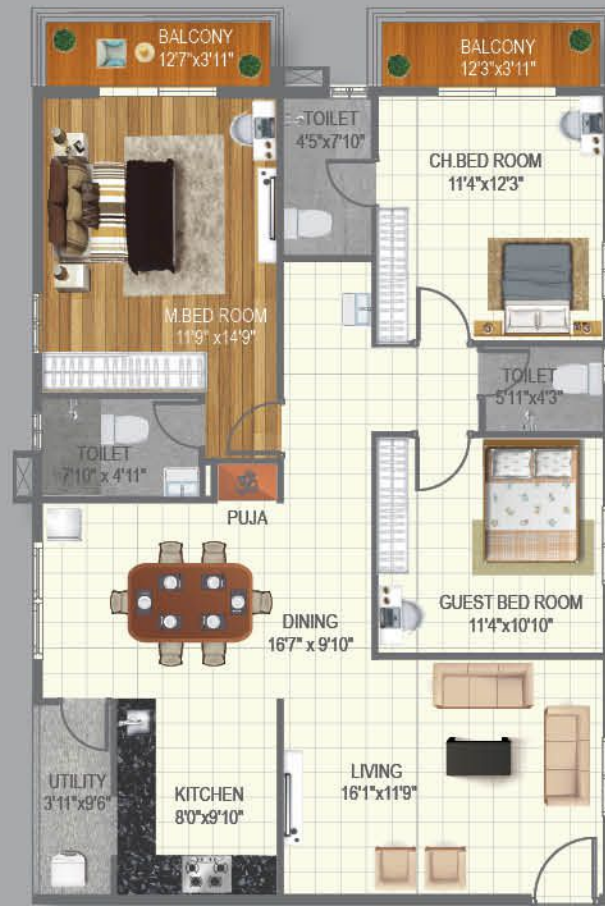 BALCONY
12'7"x3'11"
BALCONY
12'3"x3'11"
TOILET
4'5"x7'10"
CH.BED ROOM
11'4"x12'3"
M.BED ROOM
11'9" x14'9"
TOILET
5'11"x4'3"
TOILET
7'10" x 4'11"
ॐ
PUJA
GUEST BED ROOM
11'4"x10'10"
DINING
16'7" x 9'10"
UTILITY
3'11"x9'6"
KITCHEN
8'0"x9'10"
LIVING
16'1"x11'9"